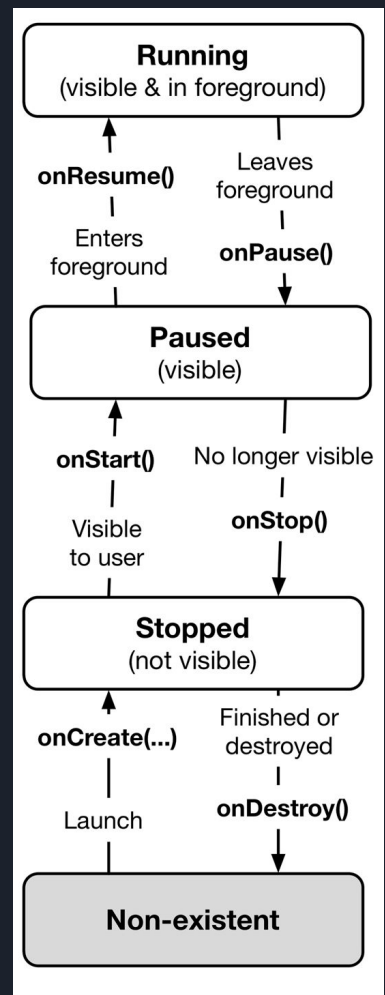 Running
(visible & in foreground)
onResume()
Enters
foreground
Leaves
foreground
onPause()
Paused
(visible)
onStart()
Visible
to user
No longer visible
onStop()
Stopped
(not visible)
onCreate(...)
Launch
Finished or
destroyed
onDestroy()
Non-existent